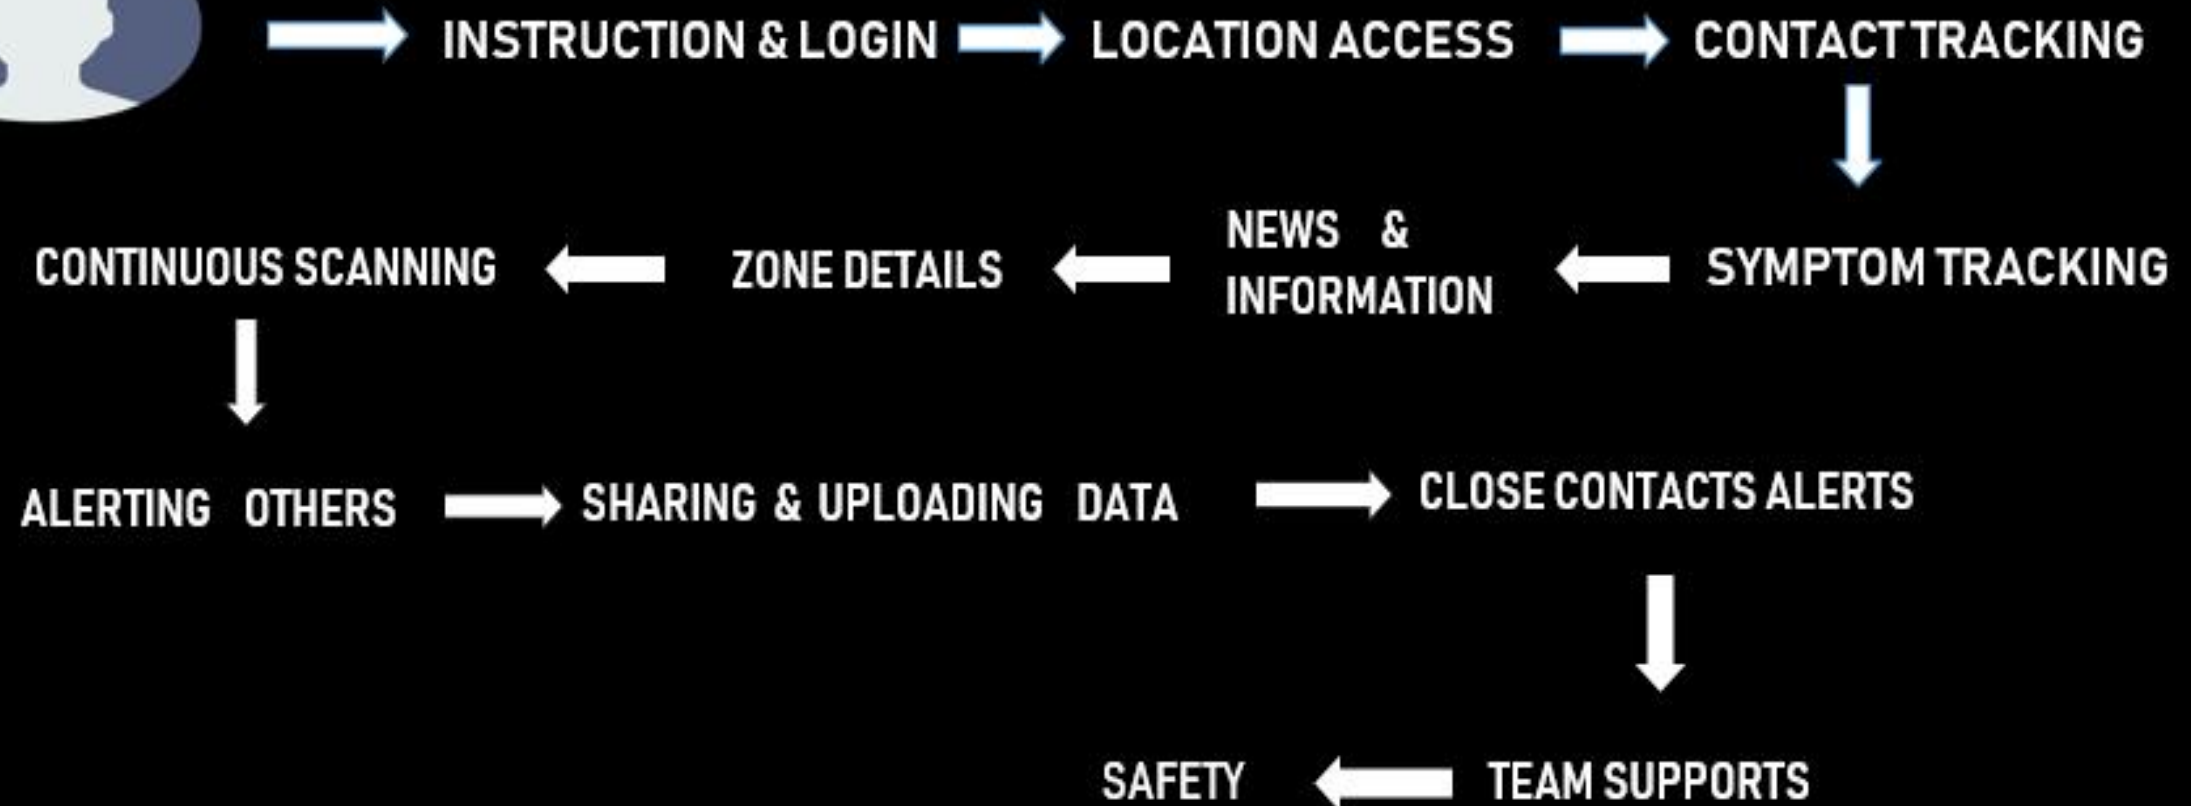 INSTRUCTION & LOGIN
LOCATION ACCESS
CONTACT TRACKING
SYMPTOM TRACKING
NEWS &
INFORMATION
ZONE DETAILS
CONTINUOUS SCANNING
ALERTING OTHERS
SHARING & UPLOADING DATA
CLOSE CONTACTS ALERTS
TEAM SUPPORTS
SAFETY